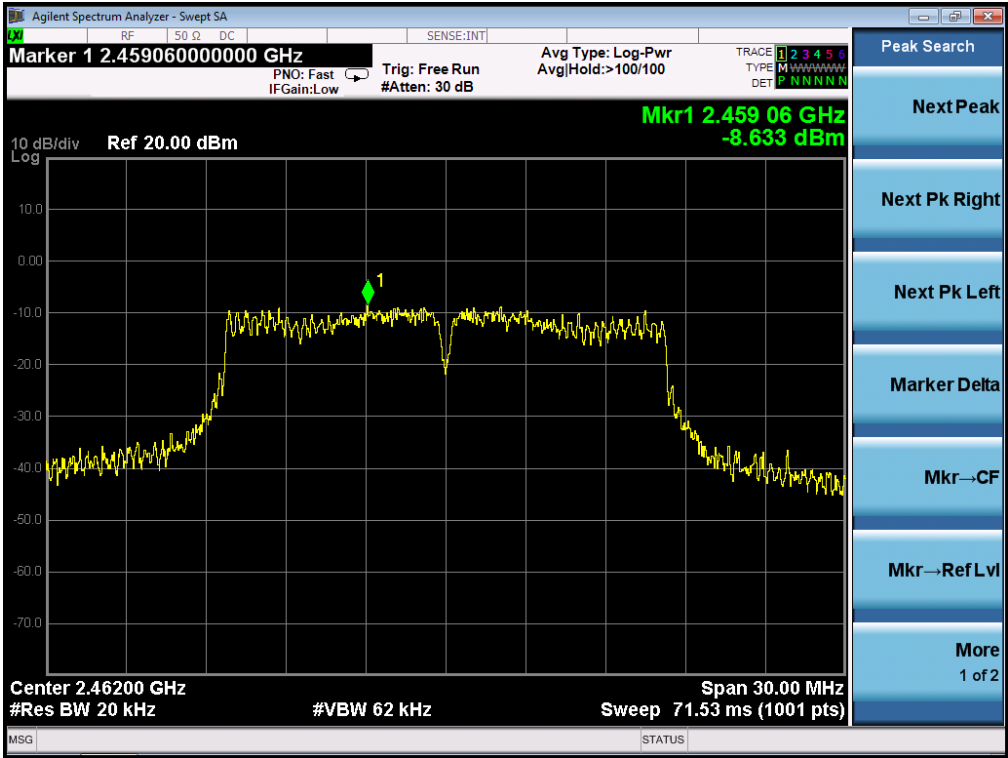 Agilent Spectrum Analyzer - Swept SA
LXI RF 50 Ω DC SENSE:INT
Marker 1 2.459060000000 GHz
PNO: Fast
IFGain:Low
Trig: Free Run
#Atten: 30 dB
Avg Type: Log-Pwr
Avg|Hold:>100/100
TRACE 1 2 3 4 5 6
TYPE M WWWWW
DET P N N N N N
Mkr1 2.459 06 GHz
-8.633 dBm
10 dB/div Ref 20.00 dBm
Log
10.0
0.00
-10.0
-20.0
-30.0
-40.0
-50.0
-60.0
-70.0
1
Center 2.46200 GHz Span 30.00 MHz
#Res BW 20 kHz #VBW 62 kHz Sweep 71.53 ms (1001 pts)
MSG STATUS
Peak Search
Next Peak
Next Pk Right
Next Pk Left
Marker Delta
Mkr→CF
Mkr→Ref Lvl
More
1 of 2